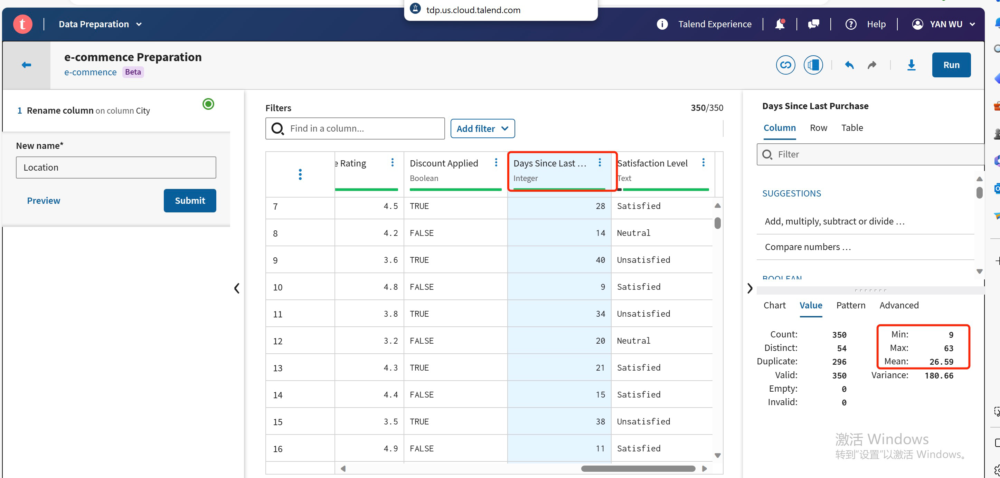 tdp.us.cloud.talend.com
t Data Preparation Talend Experience Help YAN WU
e-commence Preparation
e-commence Beta
Run
1 Rename column on column City
New name*
Location
Preview Submit
Filters 350/350
Find in a column... Add filter
e Rating Discount Applied Days Since Last ... Satisfaction Level
Boolean Integer Text
7 4.5 TRUE 28 Satisfied
8 4.2 FALSE 14 Neutral
9 3.6 TRUE 40 Unsatisfied
10 4.8 FALSE 9 Satisfied
11 3.8 TRUE 34 Unsatisfied
12 3.2 FALSE 20 Neutral
13 4.3 TRUE 21 Satisfied
14 4.4 FALSE 15 Satisfied
15 3.5 TRUE 38 Unsatisfied
16 4.9 FALSE 11 Satisfied
Days Since Last Purchase
Column Row Table
Filter
SUGGESTIONS
Add, multiply, subtract or divide ...
Compare numbers ...
BOOLEAN
Chart Value Pattern Advanced
Count: 350 Min: 9
Distinct: 54 Max: 63
Duplicate: 296 Mean: 26.59
Valid: 350 Variance: 180.66
Empty: 0
Invalid: 0
激活 Windows
转到“设置”以激活 Windows。